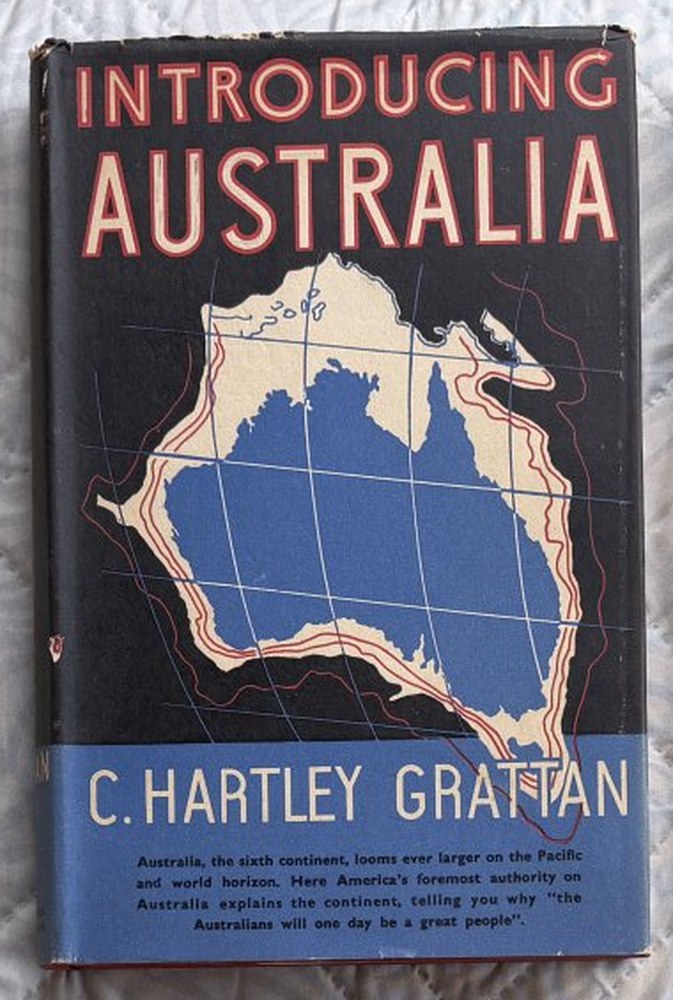 INTRODUCING
AUSTRALIA
C. HARTLEY GRATTAN
Australia, the sixth continent, looms ever larger on the Pacific
and world horizon. Here America's foremost authority on
Australia explains the continent, telling you why "the
Australians will one day be a great people".
AN